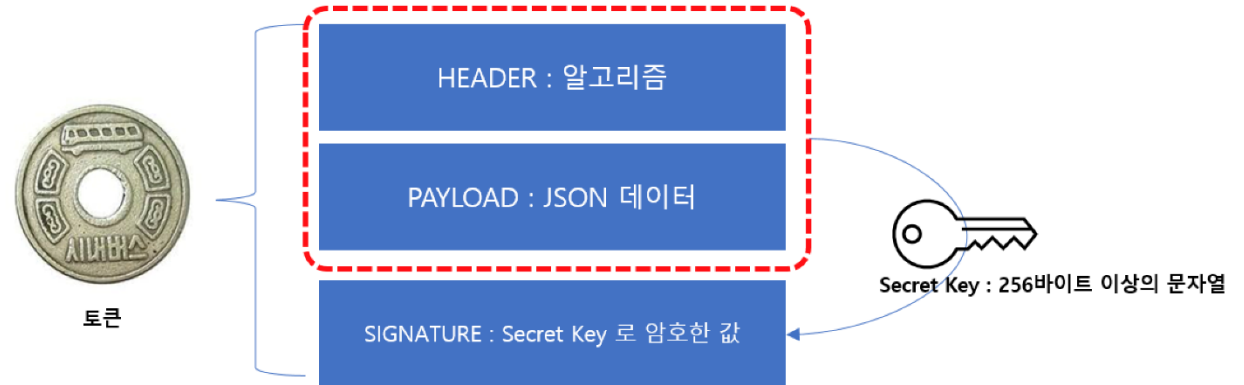 HEADER : 알고리즘
PAYLOAD : JSON 데이터
시내버스
토큰
Secret Key : 256바이트 이상의 문자열
SIGNATURE : Secret Key 로 암호한 값